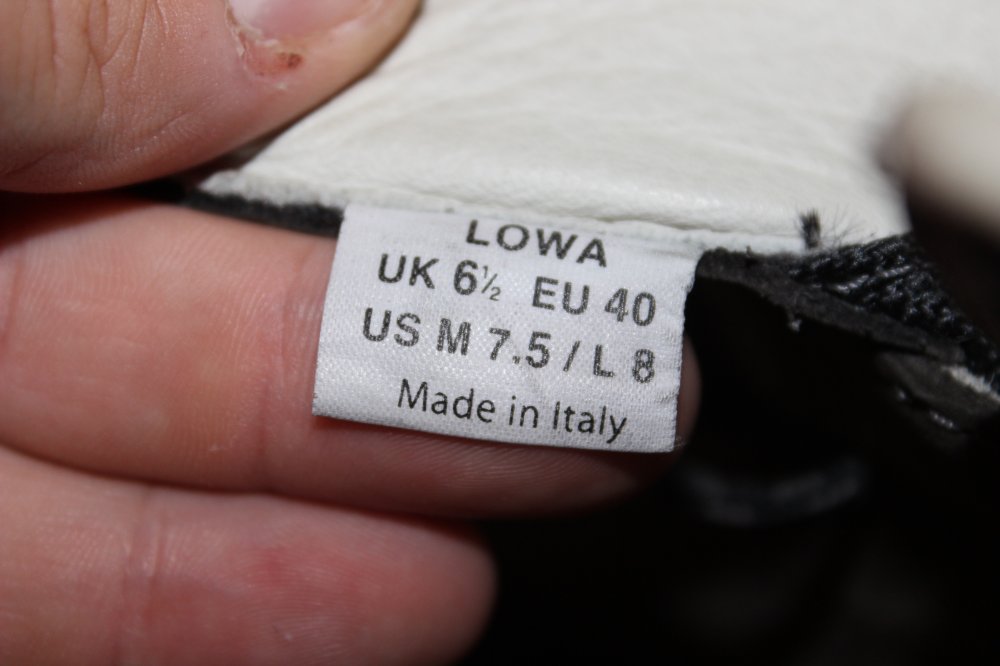 LOWA
UK 6½ EU 40
US M 7.5 / L 8
Made in Italy